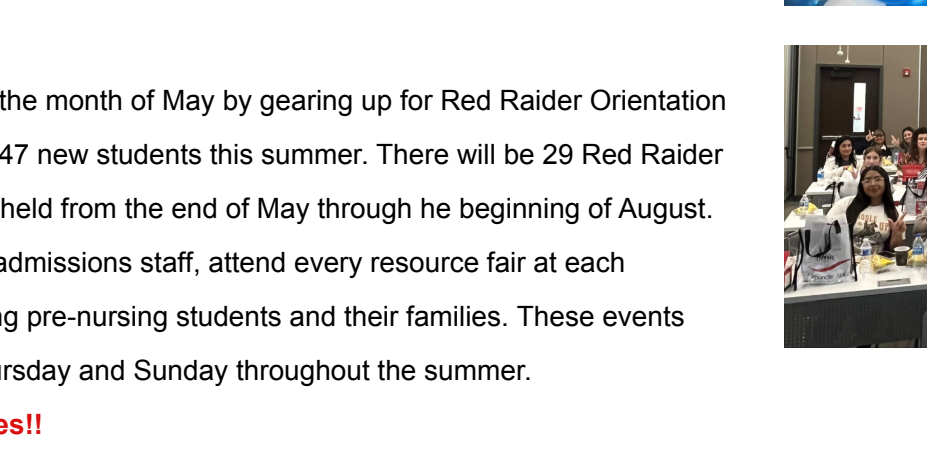 the month of May by gearing up for Red Raider Orientation
47 new students this summer. There will be 29 Red Raider
held from the end of May through he beginning of August.
admissions staff, attend every resource fair at each
ng pre-nursing students and their families. These events
ursday and Sunday throughout the summer.
es!!